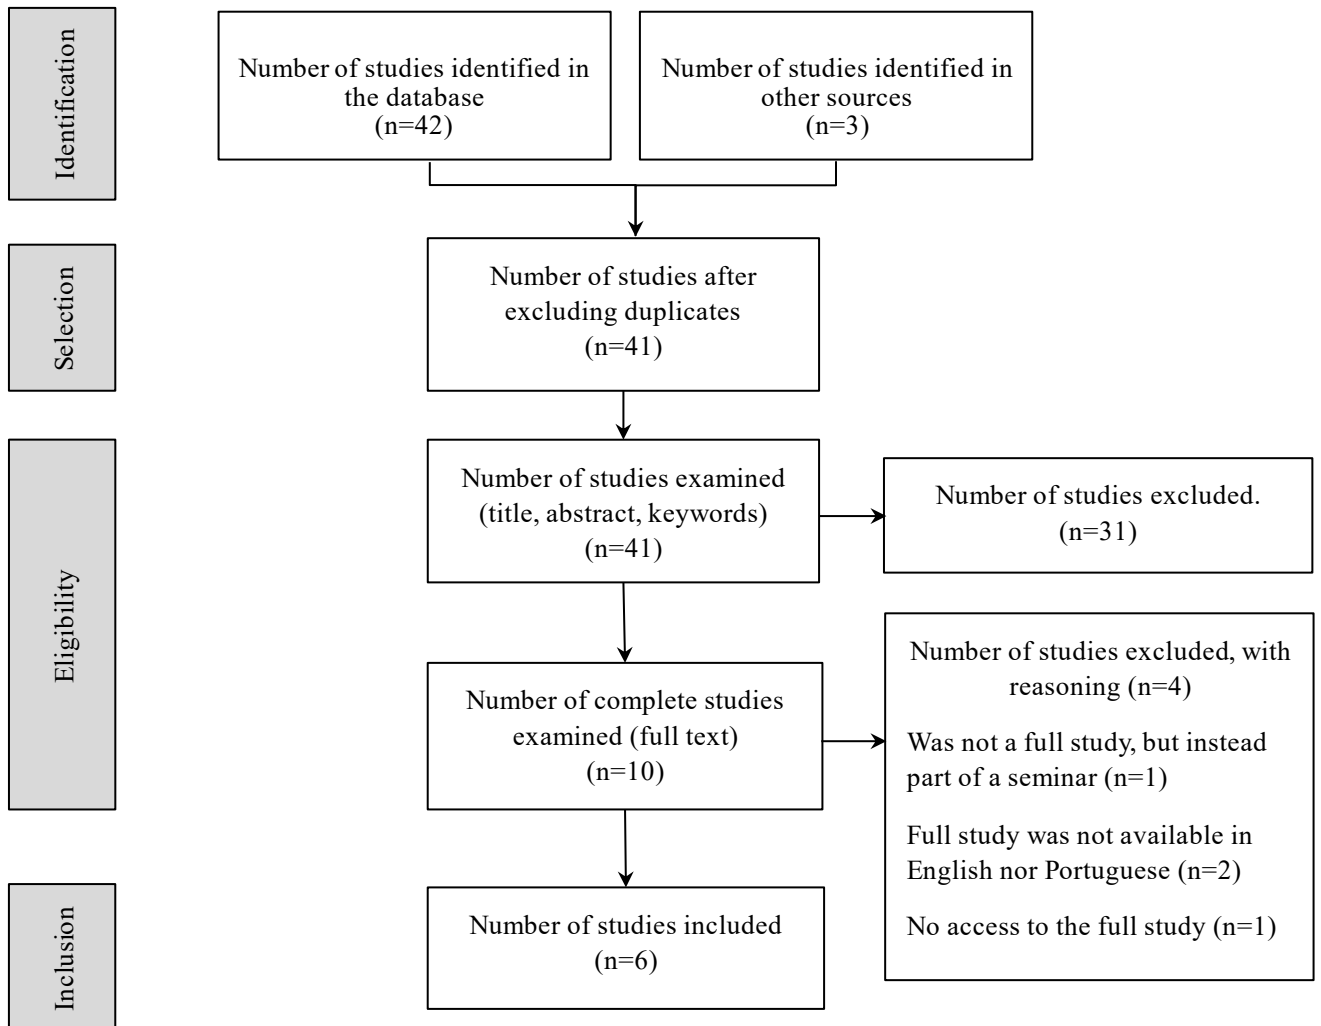 Identification
Number of studies identified in
the database
(n=42)
Number of studies identified in
other sources
(n=3)
Selection
Number of studies after
excluding duplicates
(n=41)
Eligibility
Number of studies examined
(title, abstract, keywords)
(n=41)
Number of studies excluded.
(n=31)
Number of complete studies
examined (full text)
(n=10)
Number of studies excluded, with
reasoning (n=4)
Was not a full study, but instead
part of a seminar (n=1)
Full study was not available in
English nor Portuguese (n=2)
No access to the full study (n=1)
Inclusion
Number of studies included
(n=6)